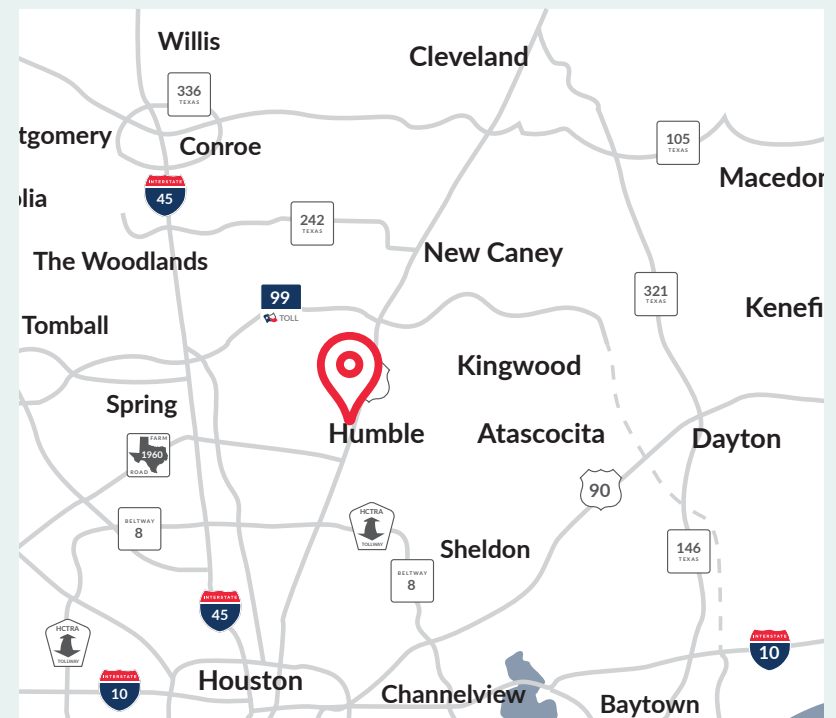 Willis
Cleveland
336
TEXAS
tgomery
Conroe
105
TEXAS
Macedor
INTERSTATE
45
lia
242
TEXAS
The Woodlands
New Caney
99
TOLL
321
TEXAS
Kenefi
Tomball
Kingwood
Spring
Humble
Atascocita
Dayton
FARM
1960
ROAD
90
BELTWAY
8
HCTRA
TOLLWAY
Sheldon
146
TEXAS
BELTWAY
8
INTERSTATE
45
HCTRA
TOLLWAY
INTERSTATE
10
INTERSTATE
10
Houston
Channelview
Baytown